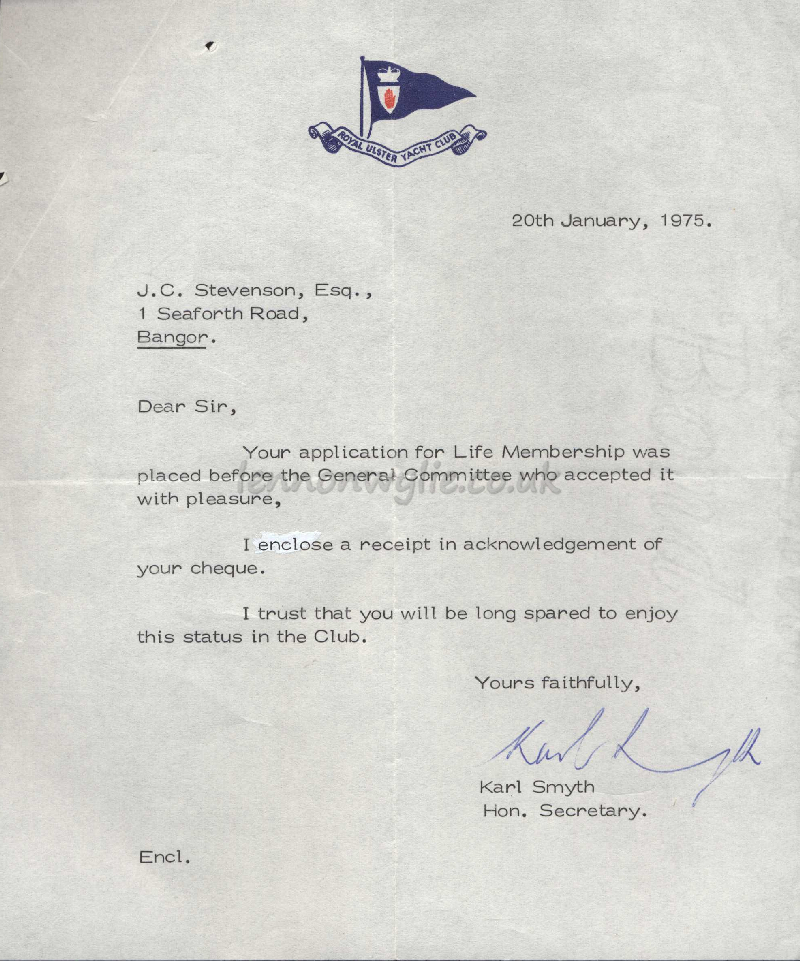 ROYAL ULSTER YACHT CLUB
20th January, 1975.
J.C. Stevenson, Esq.,
1 Seaforth Road,
Bangor.
Dear Sir,
Your application for Life Membership was
placed before the General Committee who accepted it
lennonwylie.co.uk
with pleasure,
I enclose a receipt in acknowledgement of
your cheque.
I trust that you will be long spared to enjoy
this status in the Club.
Yours faithfully,
Karl Smyth
Karl Smyth
Hon. Secretary.
Encl.